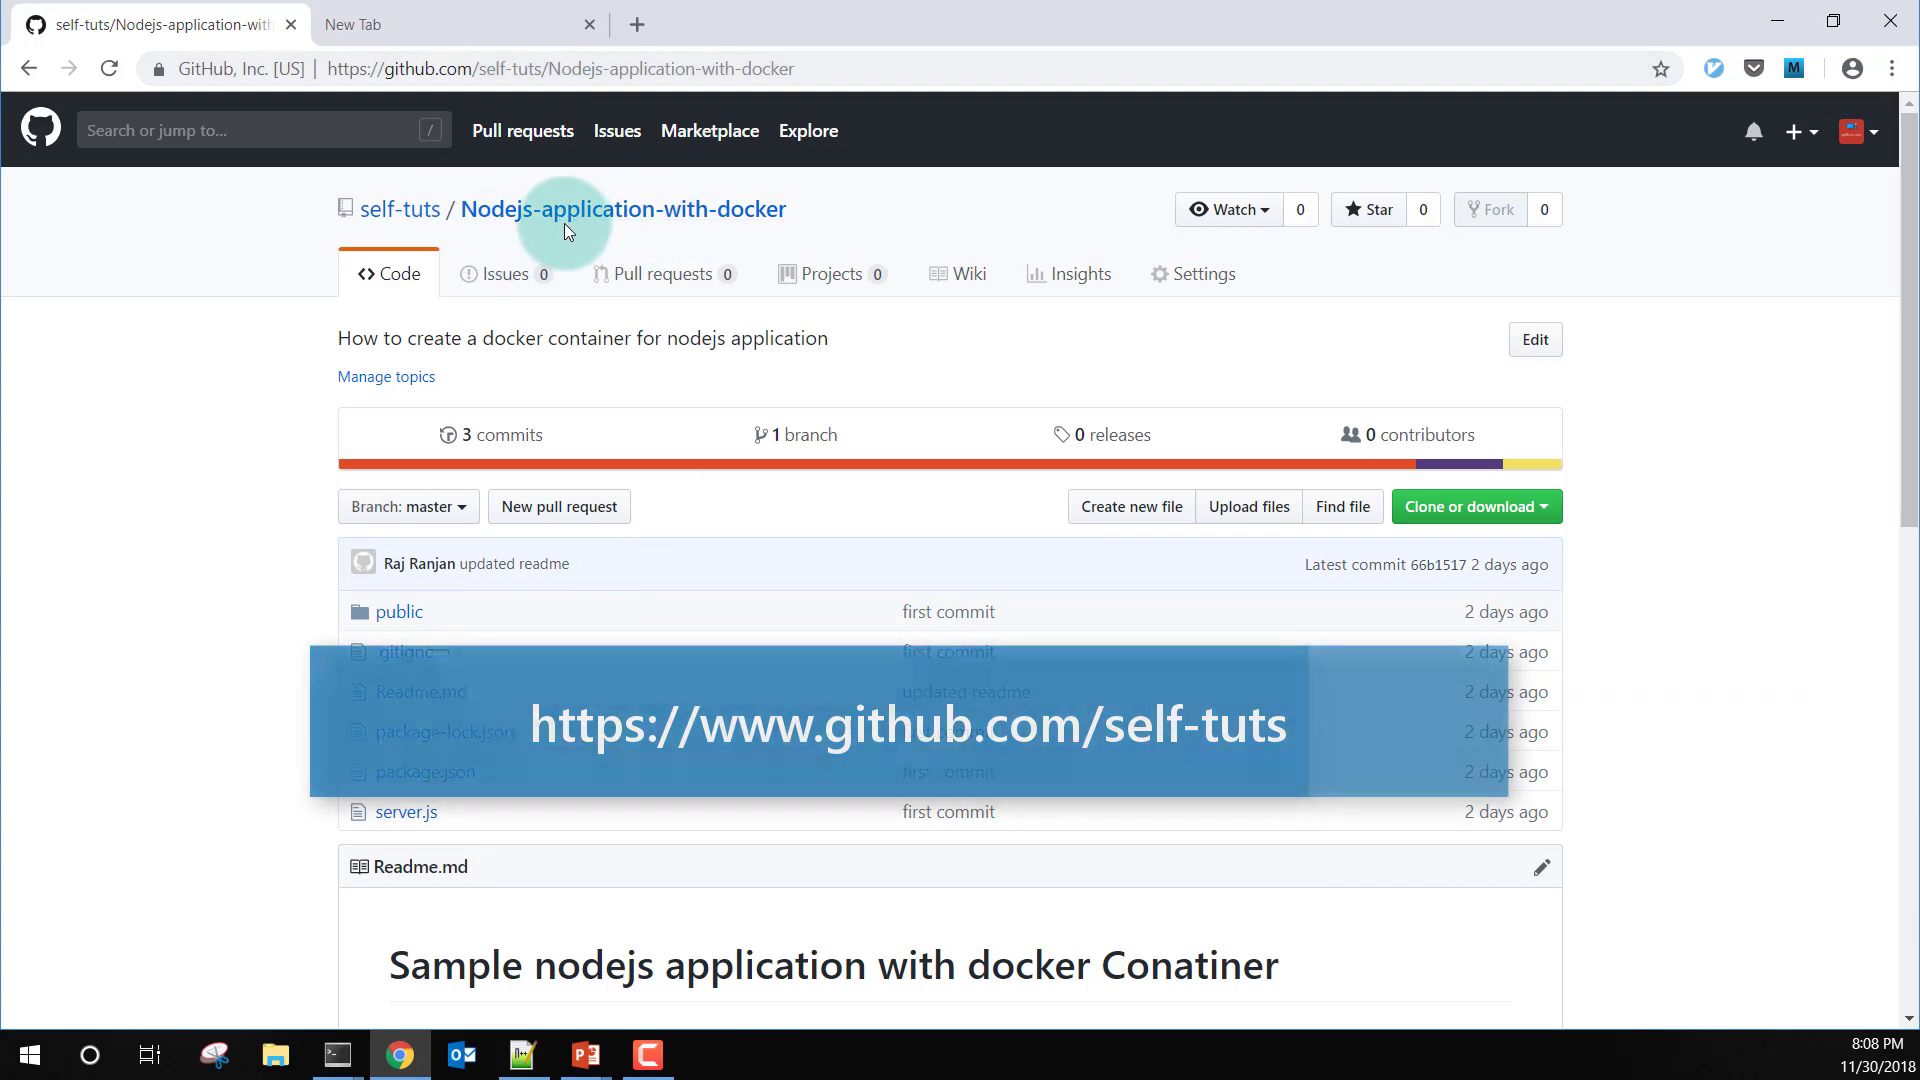 self-tuts/Nodejs-application-with
New Tab
GitHub, Inc. [US] | https://github.com/self-tuts/Nodejs-application-with-docker
M
Search or jump to... /
Pull requests Issues Marketplace Explore
self-tuts / Nodejs-application-with-docker
Watch 0
Star 0
Fork 0
Code
Issues 0
Pull requests 0
Projects 0
Wiki
Insights
Settings
How to create a docker container for nodejs application
Edit
Manage topics
3 commits
1 branch
0 releases
0 contributors
Branch: master
New pull request
Create new file
Upload files
Find file
Clone or download
Raj Ranjan updated readme
Latest commit 66b1517 2 days ago
public first commit 2 days ago
.gitignore first commit 2 days ago
Readme.md updated readme 2 days ago
package-lock.json 2 days ago
https://www.github.com/self-tuts
package.json first commit 2 days ago
server.js first commit 2 days ago
Readme.md
Sample nodejs application with docker Conatiner
8:08 PM
11/30/2018